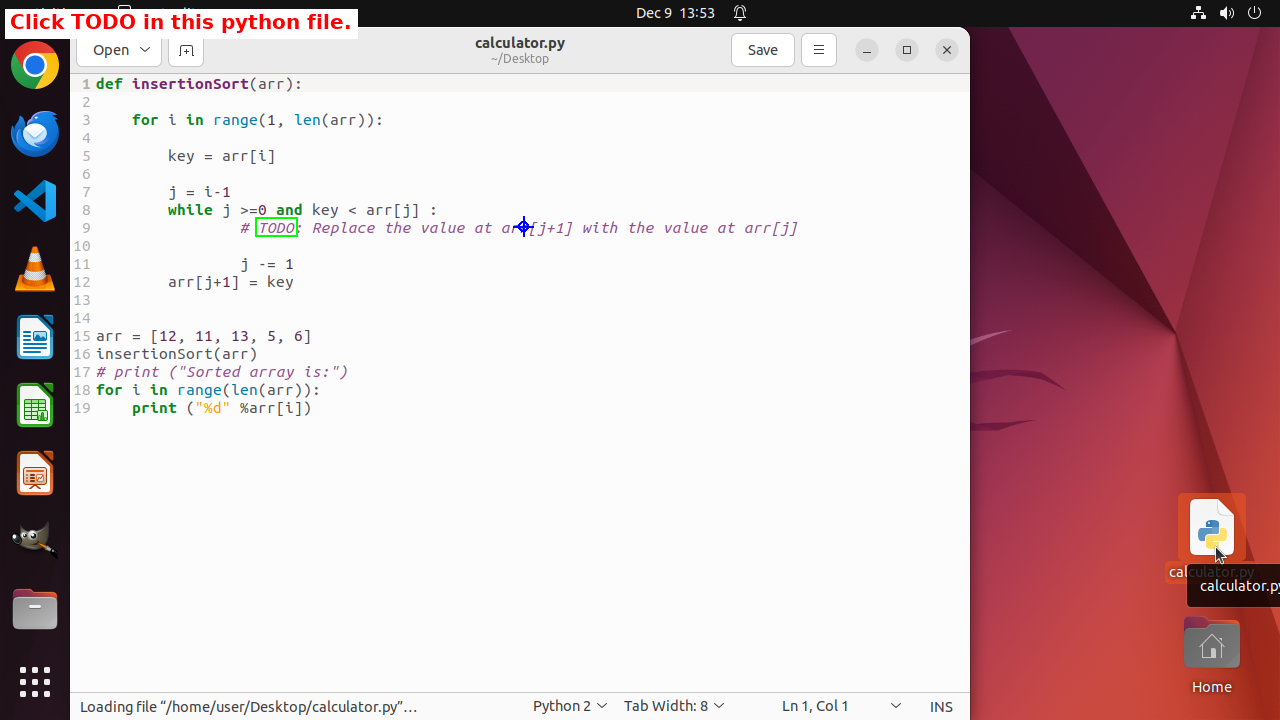 Click TODO in this python file.
Dec 9 13:53
Open
calculator.py
~/Desktop
Save
1 def insertionSort(arr):
2
3 for i in range(1, len(arr)):
4
5 key = arr[i]
6
7 j = i-1
8 while j >=0 and key < arr[j] :
9 # TODO: Replace the value at arr[j+1] with the value at arr[j]
10
11 j -= 1
12 arr[j+1] = key
13
14
15 arr = [12, 11, 13, 5, 6]
16 insertionSort(arr)
17 # print ("Sorted array is:")
18 for i in range(len(arr)):
19 print ("%d" %arr[i])
calculator.py
calculator.py
Home
Loading file “/home/user/Desktop/calculator.py”…
Python 2
Tab Width: 8
Ln 1, Col 1
INS